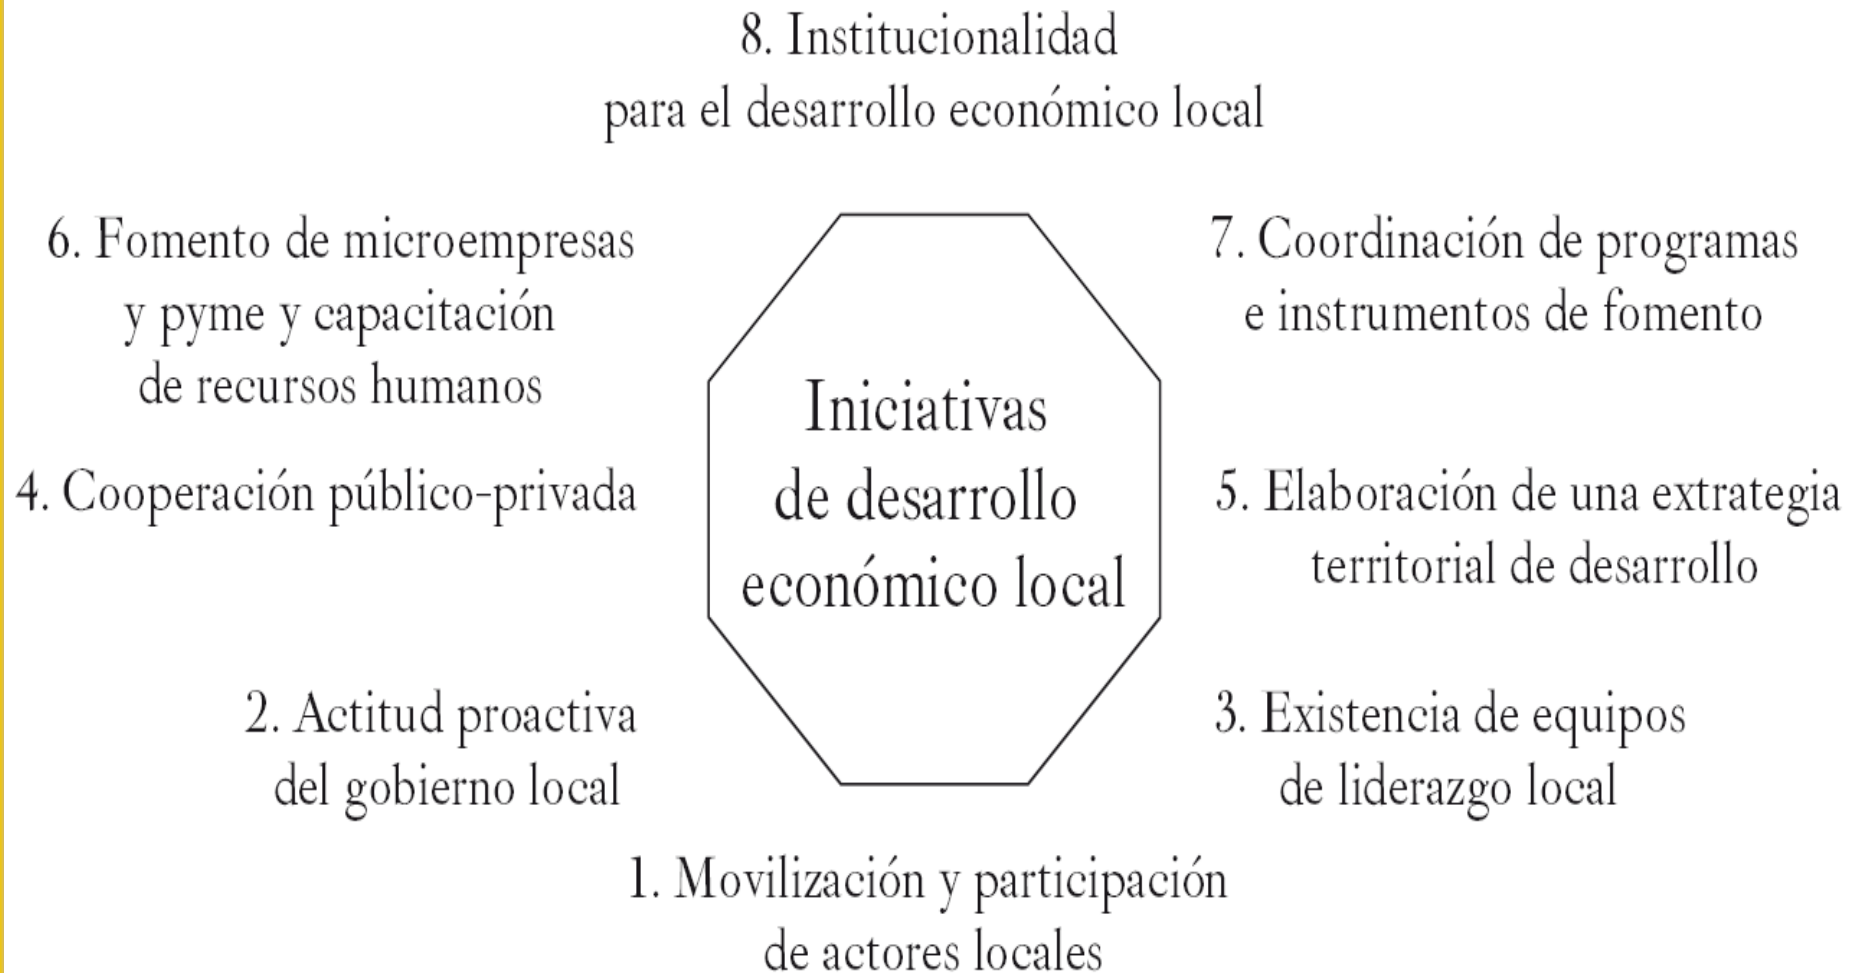 8. Institucionalidad
para el desarrollo económico local
6. Fomento de microempresas
y pyme y capacitación
de recursos humanos
7. Coordinación de programas
e instrumentos de fomento
Iniciativas
de desarrollo
económico local
4. Cooperación público-privada
5. Elaboración de una extrategia
territorial de desarrollo
2. Actitud proactiva
del gobierno local
3. Existencia de equipos
de liderazgo local
1. Movilización y participación
de actores locales